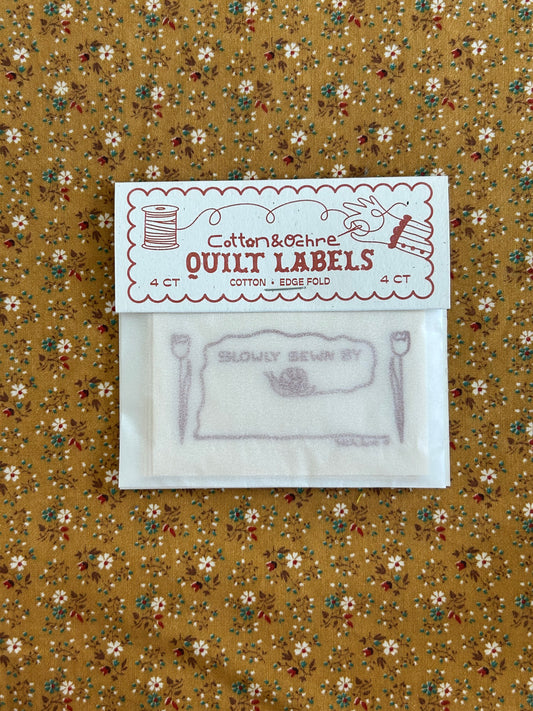 Cotton & Ochre
QUILT LABELS
4 CT
COTTON • EDGE FOLD
4 CT
SLOWLY SEWN BY